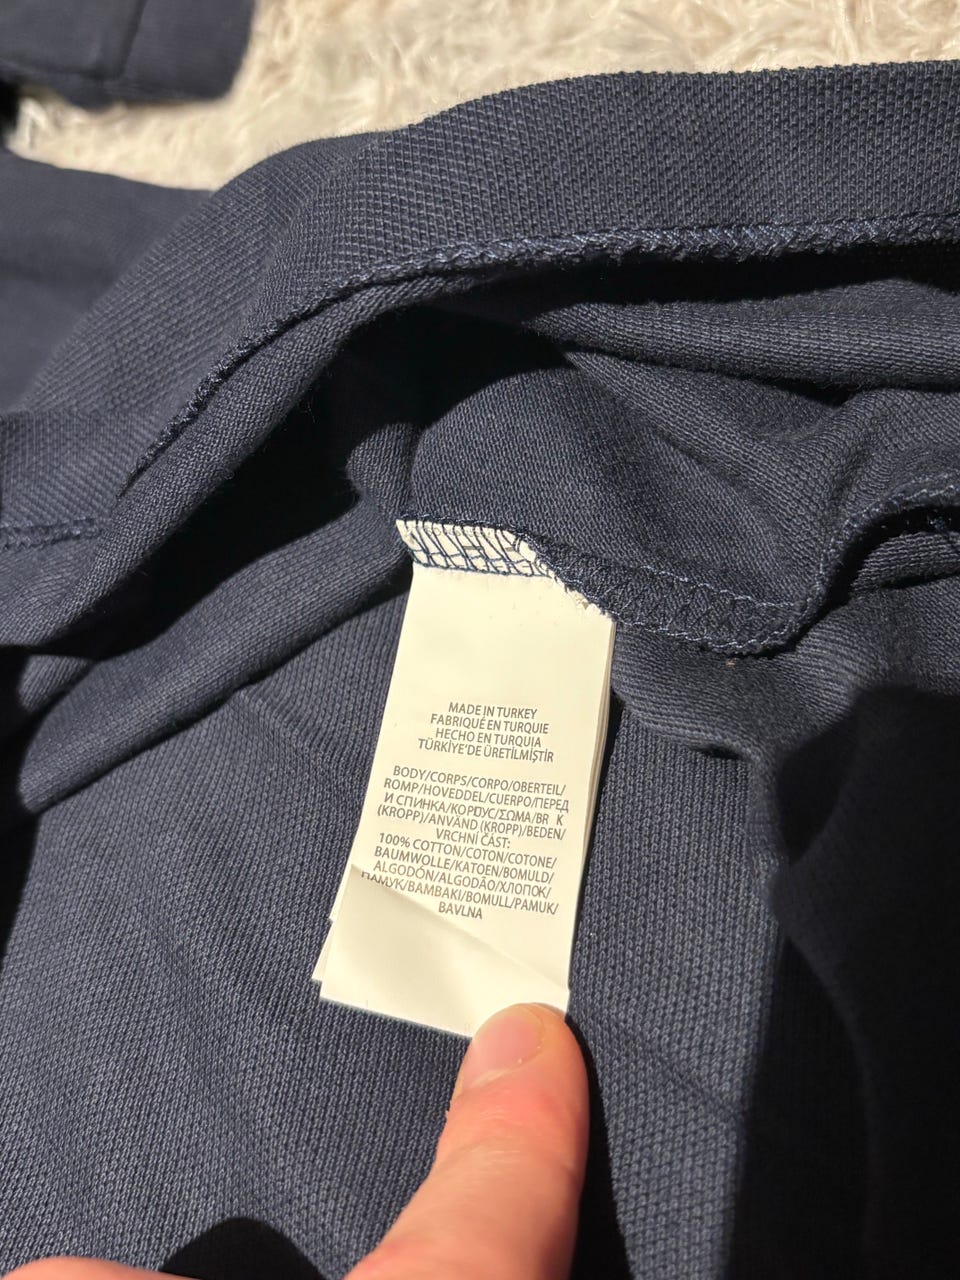 MADE IN TURKEY
FABRIQUÉ EN TURQUIE
HECHO EN TURQUIA
TÜRKİYE'DE ÜRETİLMİŞTİR
BODY/CORPS/CORPO/OBERTEIL/
ROMP/HOVEDDEL/CUERPO/ПЕРЕД
И СПИНКА/КОРПУС/ΣΩΜΑ/BR K
(KROPP)/ANVÄND (KROPP)/BEDEN/
VRCHNÍ ČÁST:
100% COTTON/COTON/COTONE/
BAUMWOLLE/KATOEN/BOMULD/
ALGODÓN/ALGODÃO/ХЛОПОК/
ПАМУК/BAMBAKI/BOMULL/PAMUK/
BAVLNA